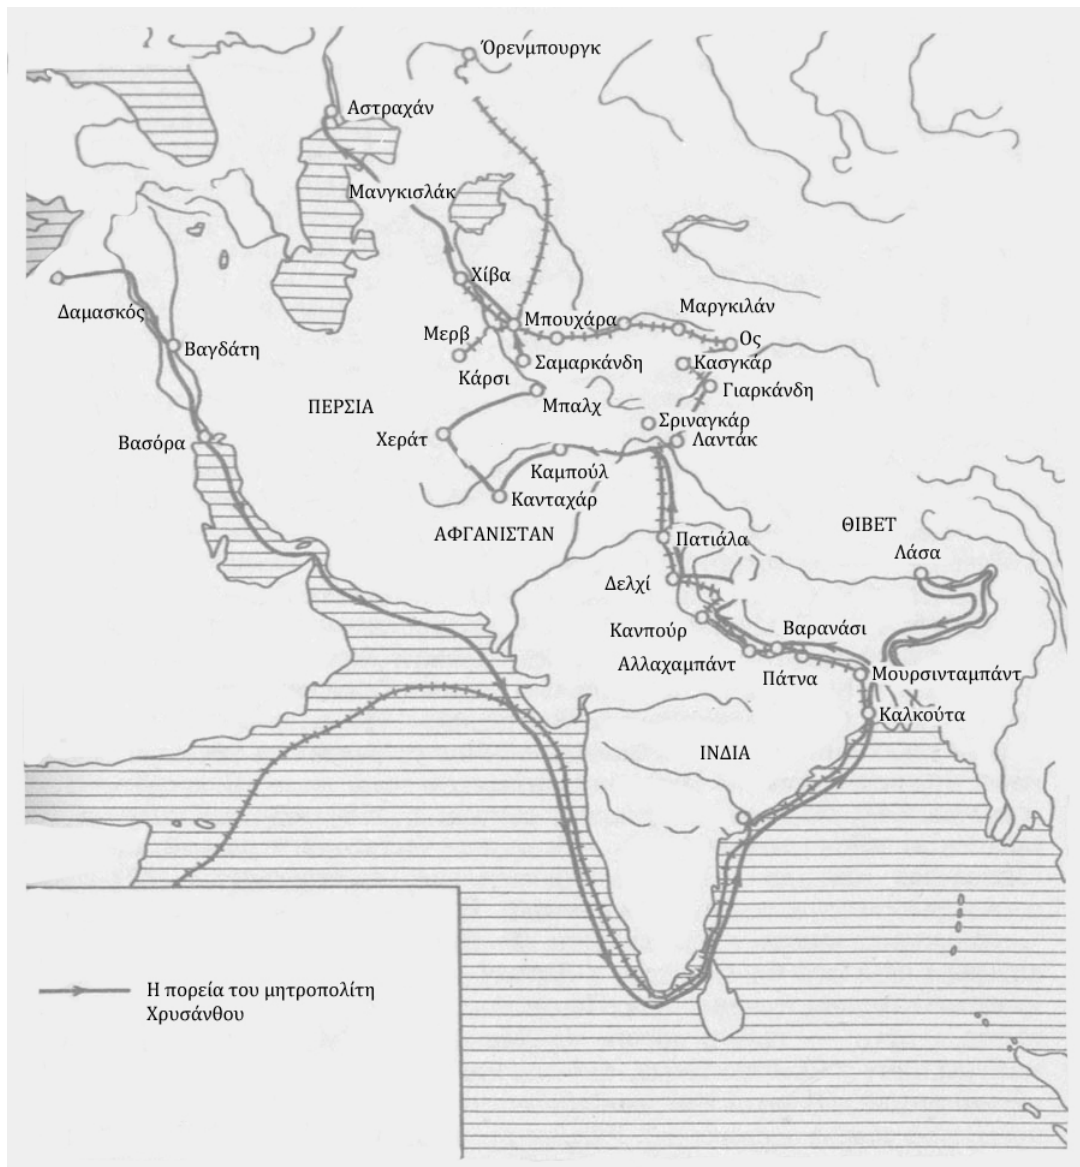 Όρενμπουργκ
Αστραχάν
Μανγκισλάκ
Χίβα
Δαμασκός
Μαργκιλάν
Μπουχάρα
Μερβ
Ος
Βαγδάτη
Σαμαρκάνδη
Κασγκάρ
Κάρσι
Γιαρκάνδη
ΠΕΡΣΙΑ
Μπαλχ
Σριναγκάρ
Χεράτ
Λαντάκ
Βασόρα
Καμπούλ
Κανταχάρ
ΑΦΓΑΝΙΣΤΑΝ
ΘΙΒΕΤ
Πατιάλα
Λάσα
Δελχί
Κανπούρ
Βαρανάσι
Αλλαχαμπάντ
Πάτνα
Μουρσινταμπάντ
Καλκούτα
ΙΝΔΙΑ
Η πορεία του μητροπολίτη
Χρυσάνθου